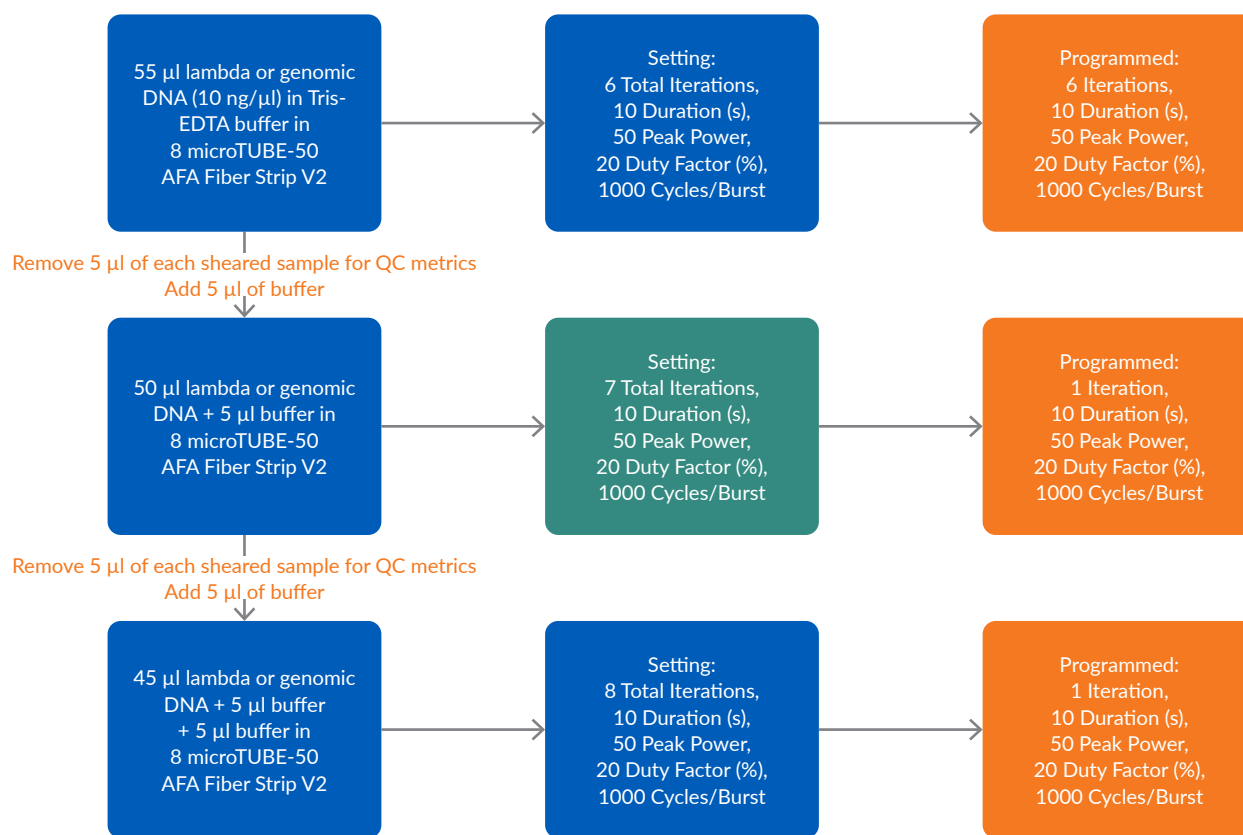 55 µl lambda or genomic
DNA (10 ng/µl) in Tris-
EDTA buffer in
8 microTUBE-50
AFA Fiber Strip V2
Setting:
6 Total Iterations,
10 Duration (s),
50 Peak Power,
20 Duty Factor (%),
1000 Cycles/Burst
Programmed:
6 Iterations,
10 Duration (s),
50 Peak Power,
20 Duty Factor (%),
1000 Cycles/Burst
Remove 5 µl of each sheared sample for QC metrics
Add 5 µl of buffer
50 µl lambda or genomic
DNA + 5 µl buffer in
8 microTUBE-50
AFA Fiber Strip V2
Setting:
7 Total Iterations,
10 Duration (s),
50 Peak Power,
20 Duty Factor (%),
1000 Cycles/Burst
Programmed:
1 Iteration,
10 Duration (s),
50 Peak Power,
20 Duty Factor (%),
1000 Cycles/Burst
Remove 5 µl of each sheared sample for QC metrics
Add 5 µl of buffer
45 µl lambda or genomic
DNA + 5 µl buffer
+ 5 µl buffer in
8 microTUBE-50
AFA Fiber Strip V2
Setting:
8 Total Iterations,
10 Duration (s),
50 Peak Power,
20 Duty Factor (%),
1000 Cycles/Burst
Programmed:
1 Iteration,
10 Duration (s),
50 Peak Power,
20 Duty Factor (%),
1000 Cycles/Burst